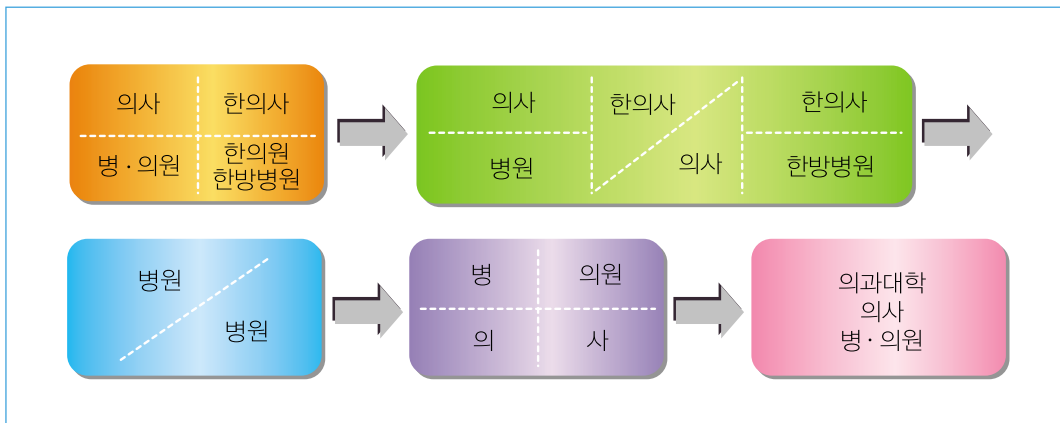 의사 한의사
병·의원 한의원
한방병원
의사 한의사 한의사
병원 의사 한방병원
병원
병원
병 의원
의 사
의과대학
의사
병·의원